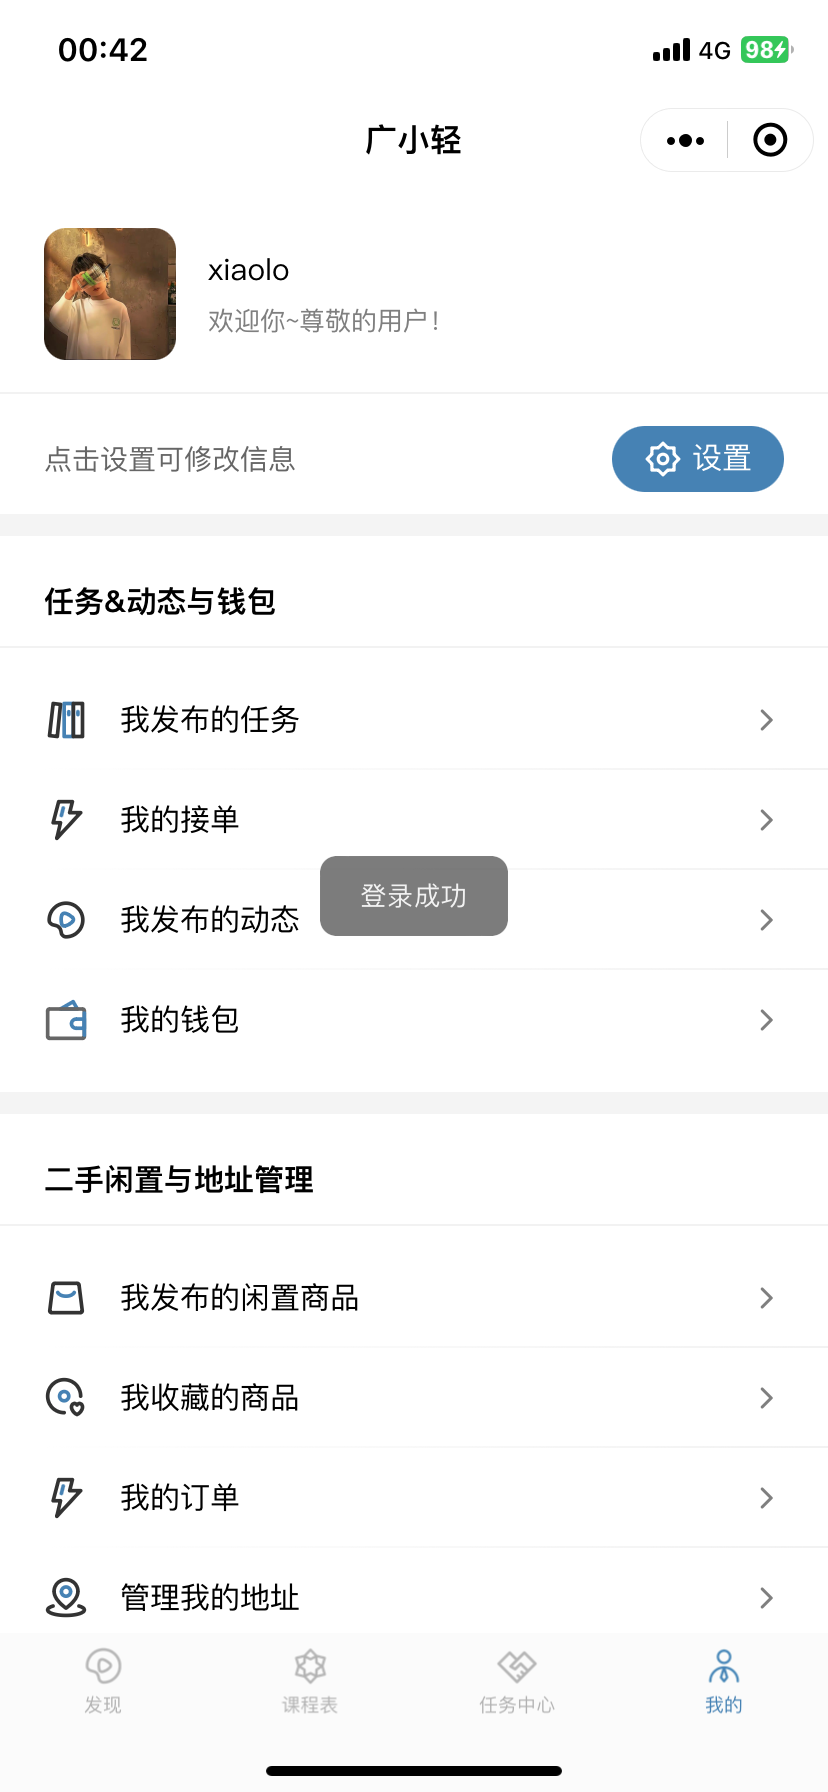 00:42
4G 98
广小轻
xiaolo
欢迎你~尊敬的用户！
点击设置可修改信息
设置
任务&动态与钱包
我发布的任务
我的接单
登录成功
我发布的动态
我的钱包
二手闲置与地址管理
我发布的闲置商品
我收藏的商品
我的订单
管理我的地址
发现 课程表 任务中心 我的